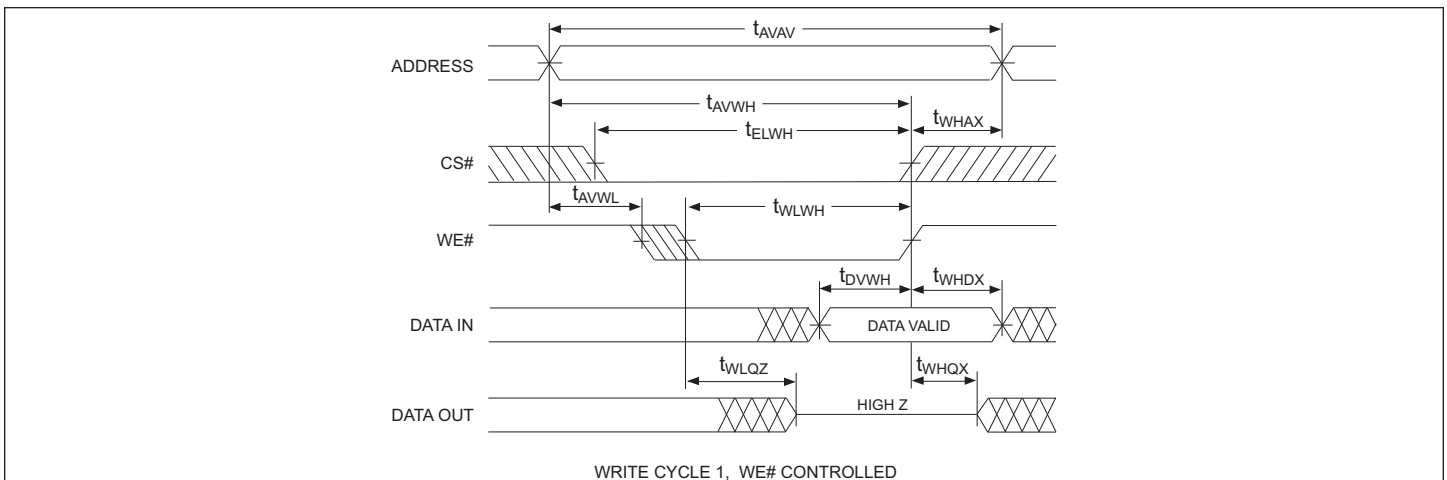 tAVAV
ADDRESS
tAVWH
tELWH
tWHAX
CS#
tAVWL
tWLWH
WE#
tDVWH
tWHDX
DATA IN
DATA VALID
tWLQZ
tWHQX
DATA OUT
HIGH Z
WRITE CYCLE 1, WE# CONTROLLED